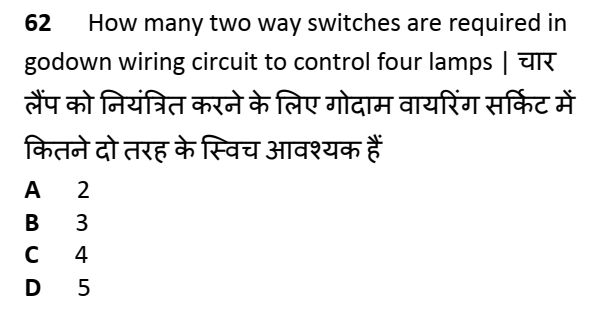 62 How many two way switches are required in
godown wiring circuit to control four lamps | चार
लैंप को नियंत्रित करने के लिए गोदाम वायरिंग सर्किट में
कितने दो तरह के स्विच आवश्यक हैं
A 2
B 3
C 4
D 5